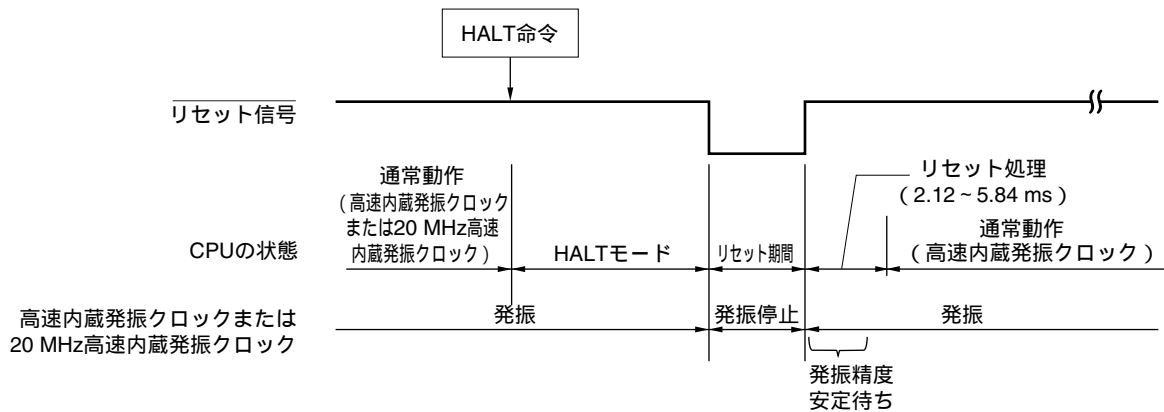 HALT命令
リセット信号
リセット処理
(2.12~5.84 ms)
通常動作
(高速内蔵発振クロック
または20 MHz高速
内蔵発振クロック)
通常動作
(高速内蔵発振クロック)
CPUの状態
HALTモード
リセット期間
高速内蔵発振クロックまたは
20 MHz高速内蔵発振クロック
発振
発振停止
発振
発振精度
安定待ち